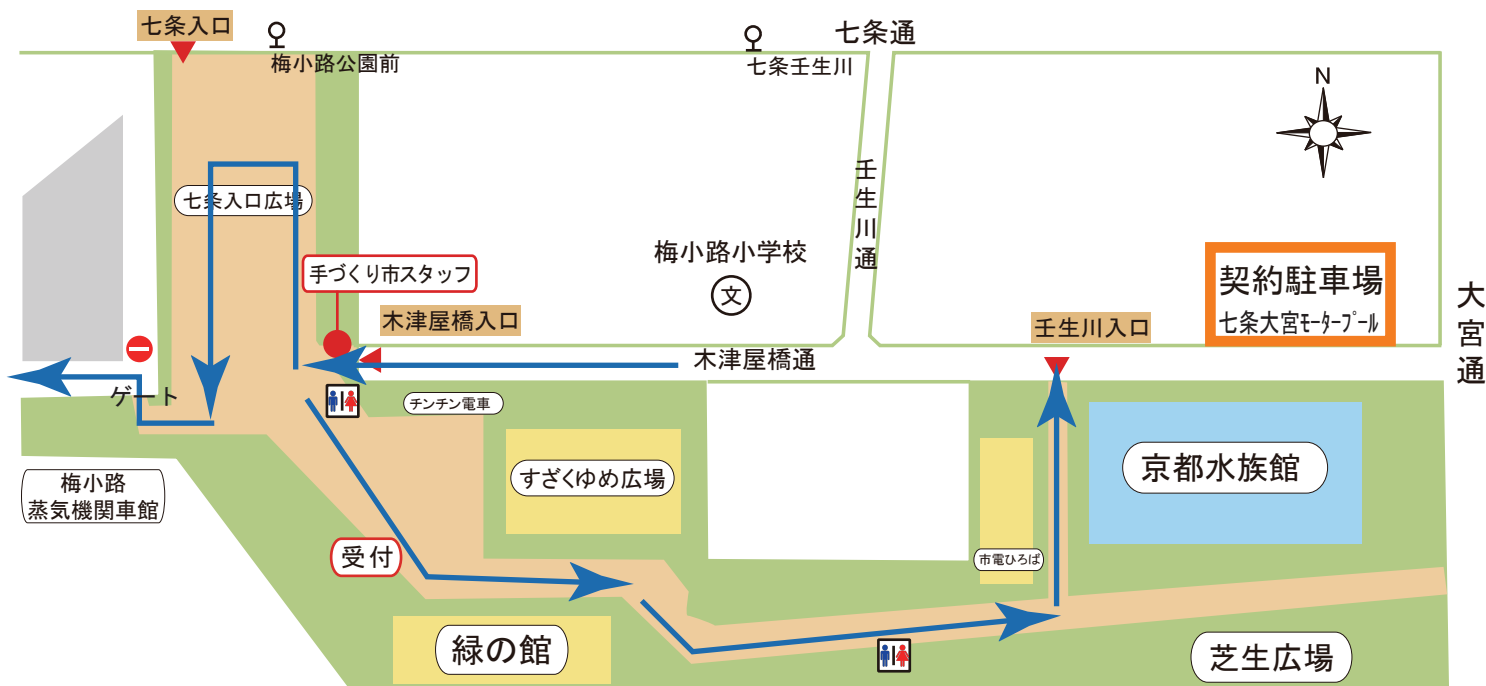 七条入口
梅小路公園前
七条壬生川
七条通
N
七条入口広場
壬生川通
手づくり市スタッフ
梅小路小学校
文
契約駐車場
七条大宮ﾓｰﾀｰﾌﾟｰﾙ
大宮通
木津屋橋入口
壬生川入口
木津屋橋通
ゲート
チンチン電車
すざくゆめ広場
京都水族館
梅小路
蒸気機関車館
受付
市電ひろば
緑の館
芝生広場